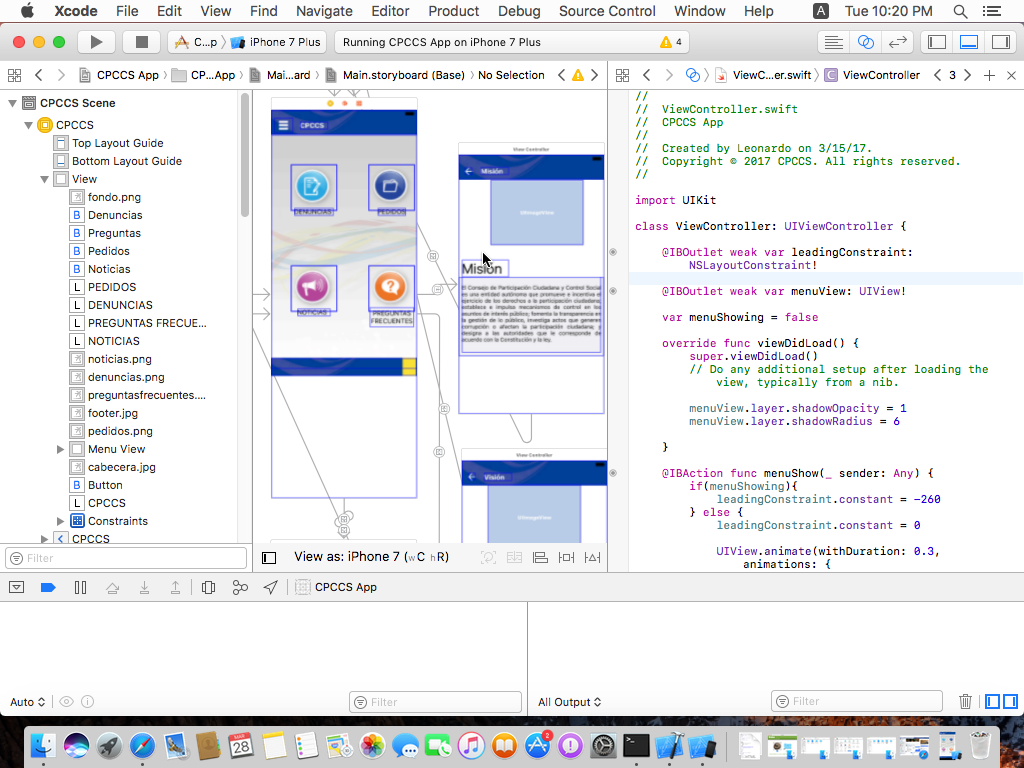 Xcode File Edit View Find Navigate Editor Product Debug Source Control Window Help A Tue 10:20 PM
C...p iPhone 7 Plus Running CPCCS App on iPhone 7 Plus 4
CPCCS App CP...App Mai...ard Main.storyboard (Base) No Selection ViewC...er.swift C ViewController 3
CPCCS Scene
CPCCS
Top Layout Guide
Bottom Layout Guide
View
fondo.png
B Denuncias
B Preguntas
B Pedidos
B Noticias
L PEDIDOS
L DENUNCIAS
L PREGUNTAS FRECUE...
L NOTICIAS
noticias.png
denuncias.png
preguntasfrecuentes....
footer.jpg
pedidos.png
Menu View
cabecera.jpg
B Button
L CPCCS
Constraints
CPCCS
Filter
CPCCS
DENUNCIAS
PEDIDOS
NOTICIAS
PREGUNTAS
FRECUENTES
View Controller
Misión
UIImageView
Misión
El Consejo de Participación Ciudadana y Control Social
es una entidad autónoma que promueve e incentiva el
ejercicio de los derechos a la participación ciudadana;
establece e impulsa mecanismos de control en los
asuntos de interés público; fomenta la transparencia en
la gestión de lo público, investiga actos que generen
corrupción o afecten la participación ciudadana; y
designa a las autoridades que le corresponde de
acuerdo con la Constitución y la ley.
View Controller
Visión
UIImageView
View as: iPhone 7 (wC hR)
//
// ViewController.swift
// CPCCS App
//
// Created by Leonardo on 3/15/17.
// Copyright © 2017 CPCCS. All rights reserved.
//
import UIKit
class ViewController: UIViewController {
@IBOutlet weak var leadingConstraint:
NSLayoutConstraint!
@IBOutlet weak var menuView: UIView!
var menuShowing = false
override func viewDidLoad() {
super.viewDidLoad()
// Do any additional setup after loading the
view, typically from a nib.
menuView.layer.shadowOpacity = 1
menuView.layer.shadowRadius = 6
}
@IBAction func menuShow(_ sender: Any) {
if(menuShowing){
leadingConstraint.constant = -260
} else {
leadingConstraint.constant = 0
UIView.animate(withDuration: 0.3,
animations: {
CPCCS App
Auto Filter All Output Filter
28
2